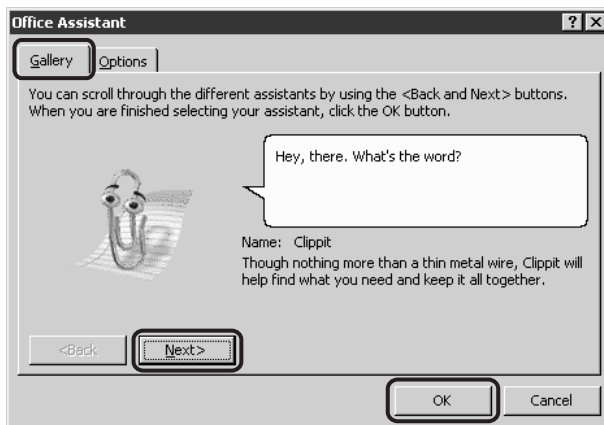 Office Assistant
Gallery
Options
You can scroll through the different assistants by using the <Back and Next> buttons.
When you are finished selecting your assistant, click the OK button.
Hey, there. What's the word?
Name: Clippit
Though nothing more than a thin metal wire, Clippit will
help find what you need and keep it all together.
<Back
Next>
OK
Cancel